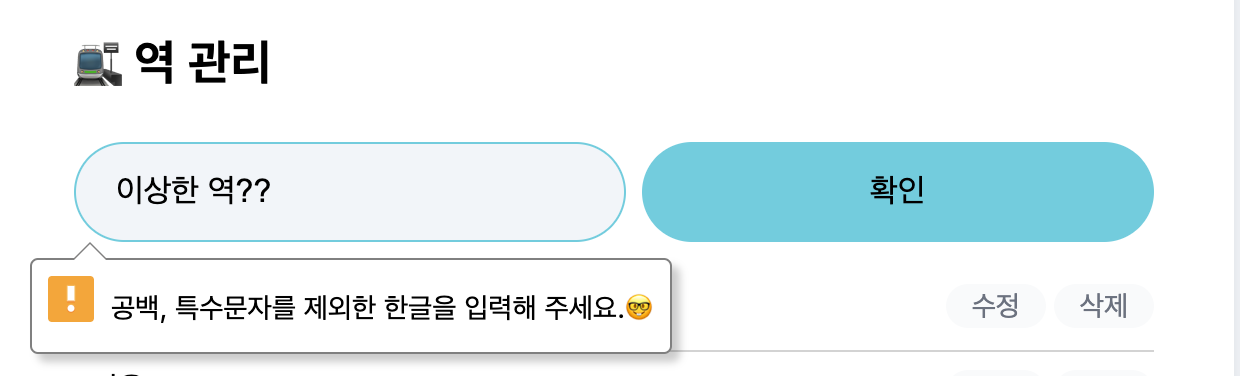 🚉 역 관리
이상한 역??
확인
공백, 특수문자를 제외한 한글을 입력해 주세요.🤓
수정 삭제